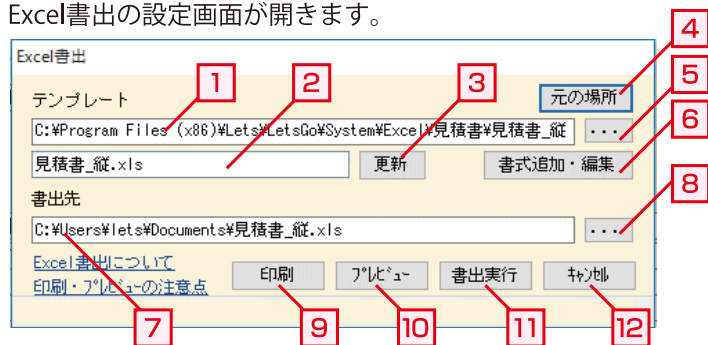 Excel書出の設定画面が開きます。
Excel書出
4
1
2
3
5
テンプレート
元の場所
C:¥Program Files (x86)¥Lets¥LetsGo¥System¥Excel¥見積書¥見積書_縦
...
6
見積書_縦.xls
更新
書式追加・編集
書出先
8
C:¥Users¥lets¥Documents¥見積書_縦.xls
...
Excel書出について
印刷・ﾌﾟﾚﾋﾞｭｰの注意点
印刷
ﾌﾟﾚﾋﾞｭｰ
書出実行
ｷｬﾝｾﾙ
7
9
10
11
12